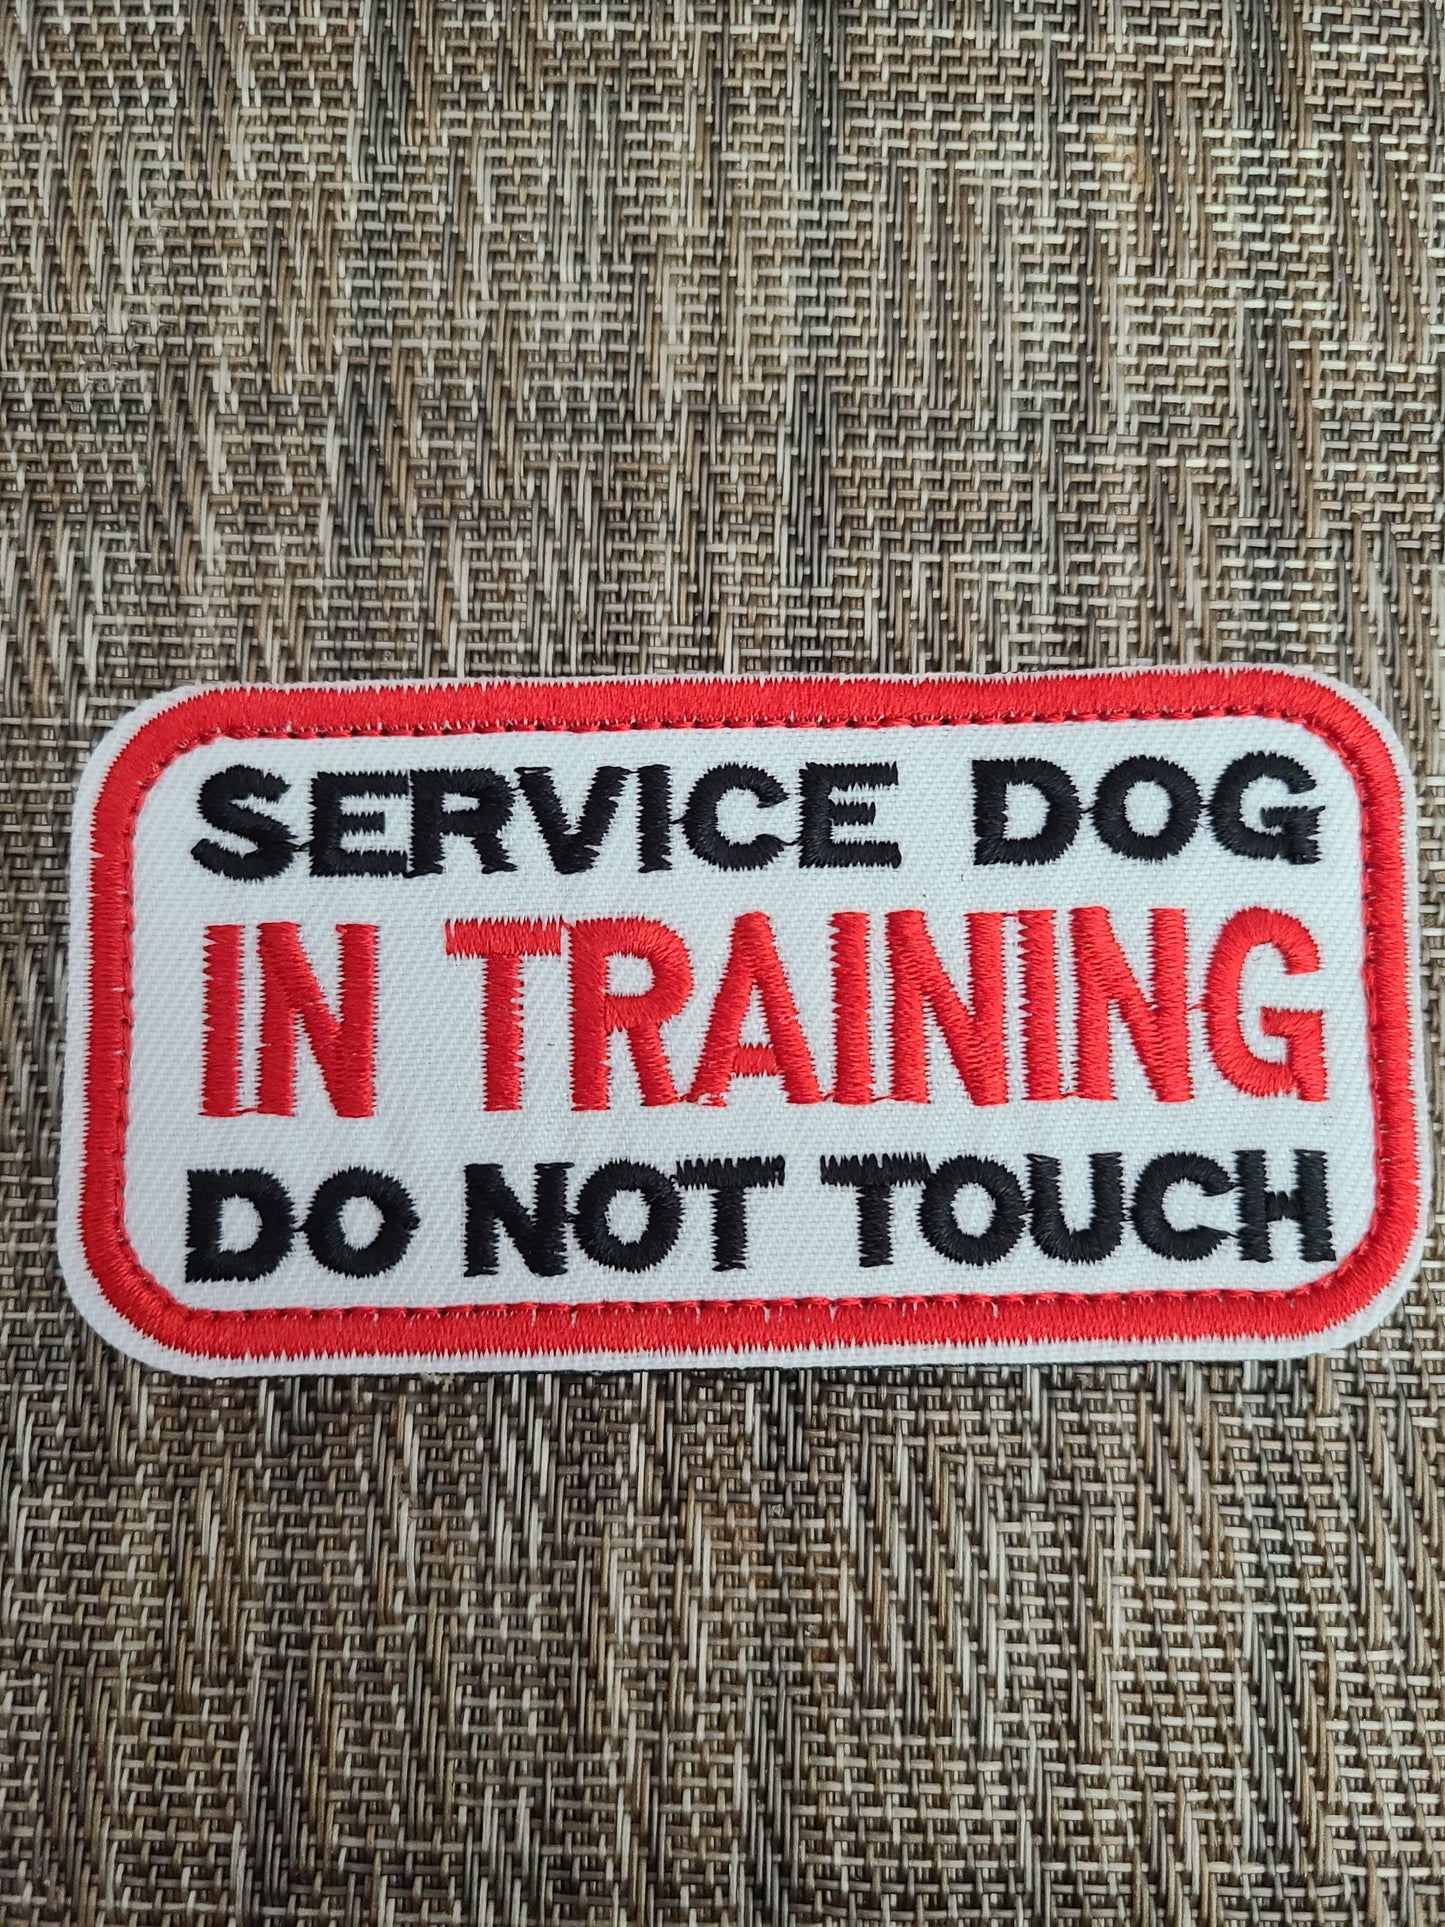 SERVICE DOG
IN TRAINING
DO NOT TOUCH